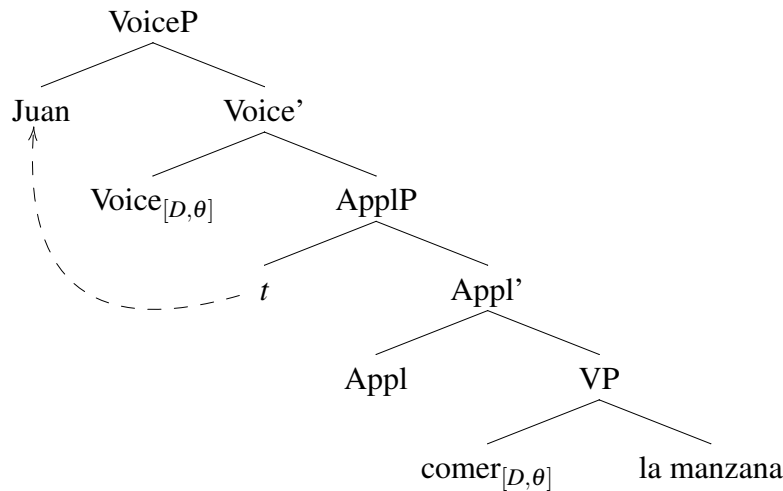 VoiceP
Juan Voice’
Voice[D,θ] ApplP
t Appl’
Appl VP
comer[D,θ] la manzana